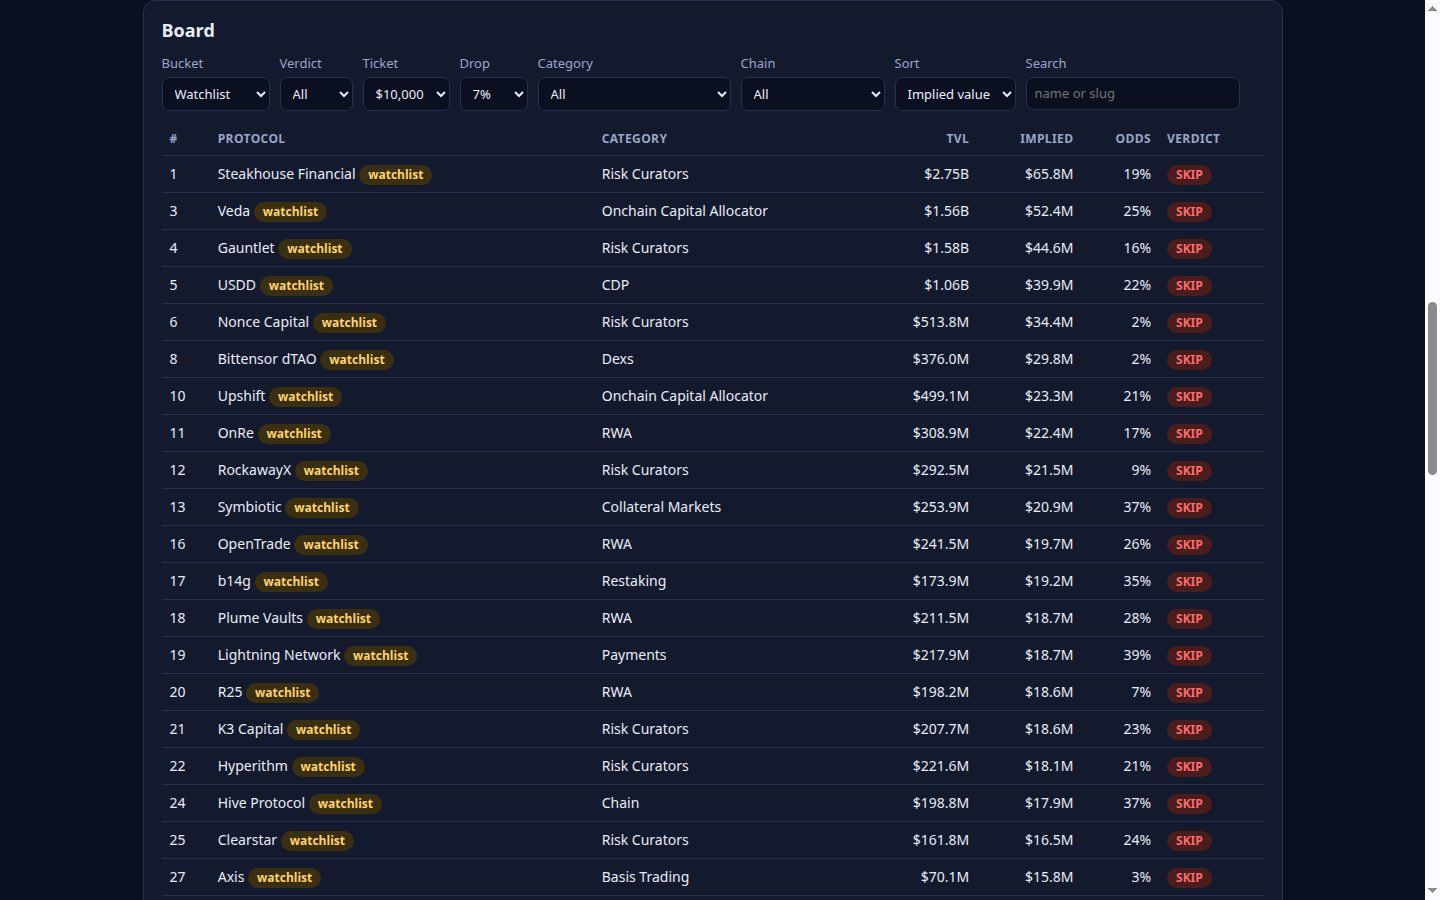 Board
Bucket Verdict Ticket Drop Category Chain Sort Search
Watchlist All $10,000 7% All All Implied value name or slug
# PROTOCOL CATEGORY TVL IMPLIED ODDS VERDICT
1 Steakhouse Financial watchlist Risk Curators $2.75B $65.8M 19% SKIP
3 Veda watchlist Onchain Capital Allocator $1.56B $52.4M 25% SKIP
4 Gauntlet watchlist Risk Curators $1.58B $44.6M 16% SKIP
5 USDD watchlist CDP $1.06B $39.9M 22% SKIP
6 Nonce Capital watchlist Risk Curators $513.8M $34.4M 2% SKIP
8 Bittensor dTAO watchlist Dexs $376.0M $29.8M 2% SKIP
10 Upshift watchlist Onchain Capital Allocator $499.1M $23.3M 21% SKIP
11 OnRe watchlist RWA $308.9M $22.4M 17% SKIP
12 RockawayX watchlist Risk Curators $292.5M $21.5M 9% SKIP
13 Symbiotic watchlist Collateral Markets $253.9M $20.9M 37% SKIP
16 OpenTrade watchlist RWA $241.5M $19.7M 26% SKIP
17 b14g watchlist Restaking $173.9M $19.2M 35% SKIP
18 Plume Vaults watchlist RWA $211.5M $18.7M 28% SKIP
19 Lightning Network watchlist Payments $217.9M $18.7M 39% SKIP
20 R25 watchlist RWA $198.2M $18.6M 7% SKIP
21 K3 Capital watchlist Risk Curators $207.7M $18.6M 23% SKIP
22 Hyperithm watchlist Risk Curators $221.6M $18.1M 21% SKIP
24 Hive Protocol watchlist Chain $198.8M $17.9M 37% SKIP
25 Clearstar watchlist Risk Curators $161.8M $16.5M 24% SKIP
27 Axis watchlist Basis Trading $70.1M $15.8M 3% SKIP